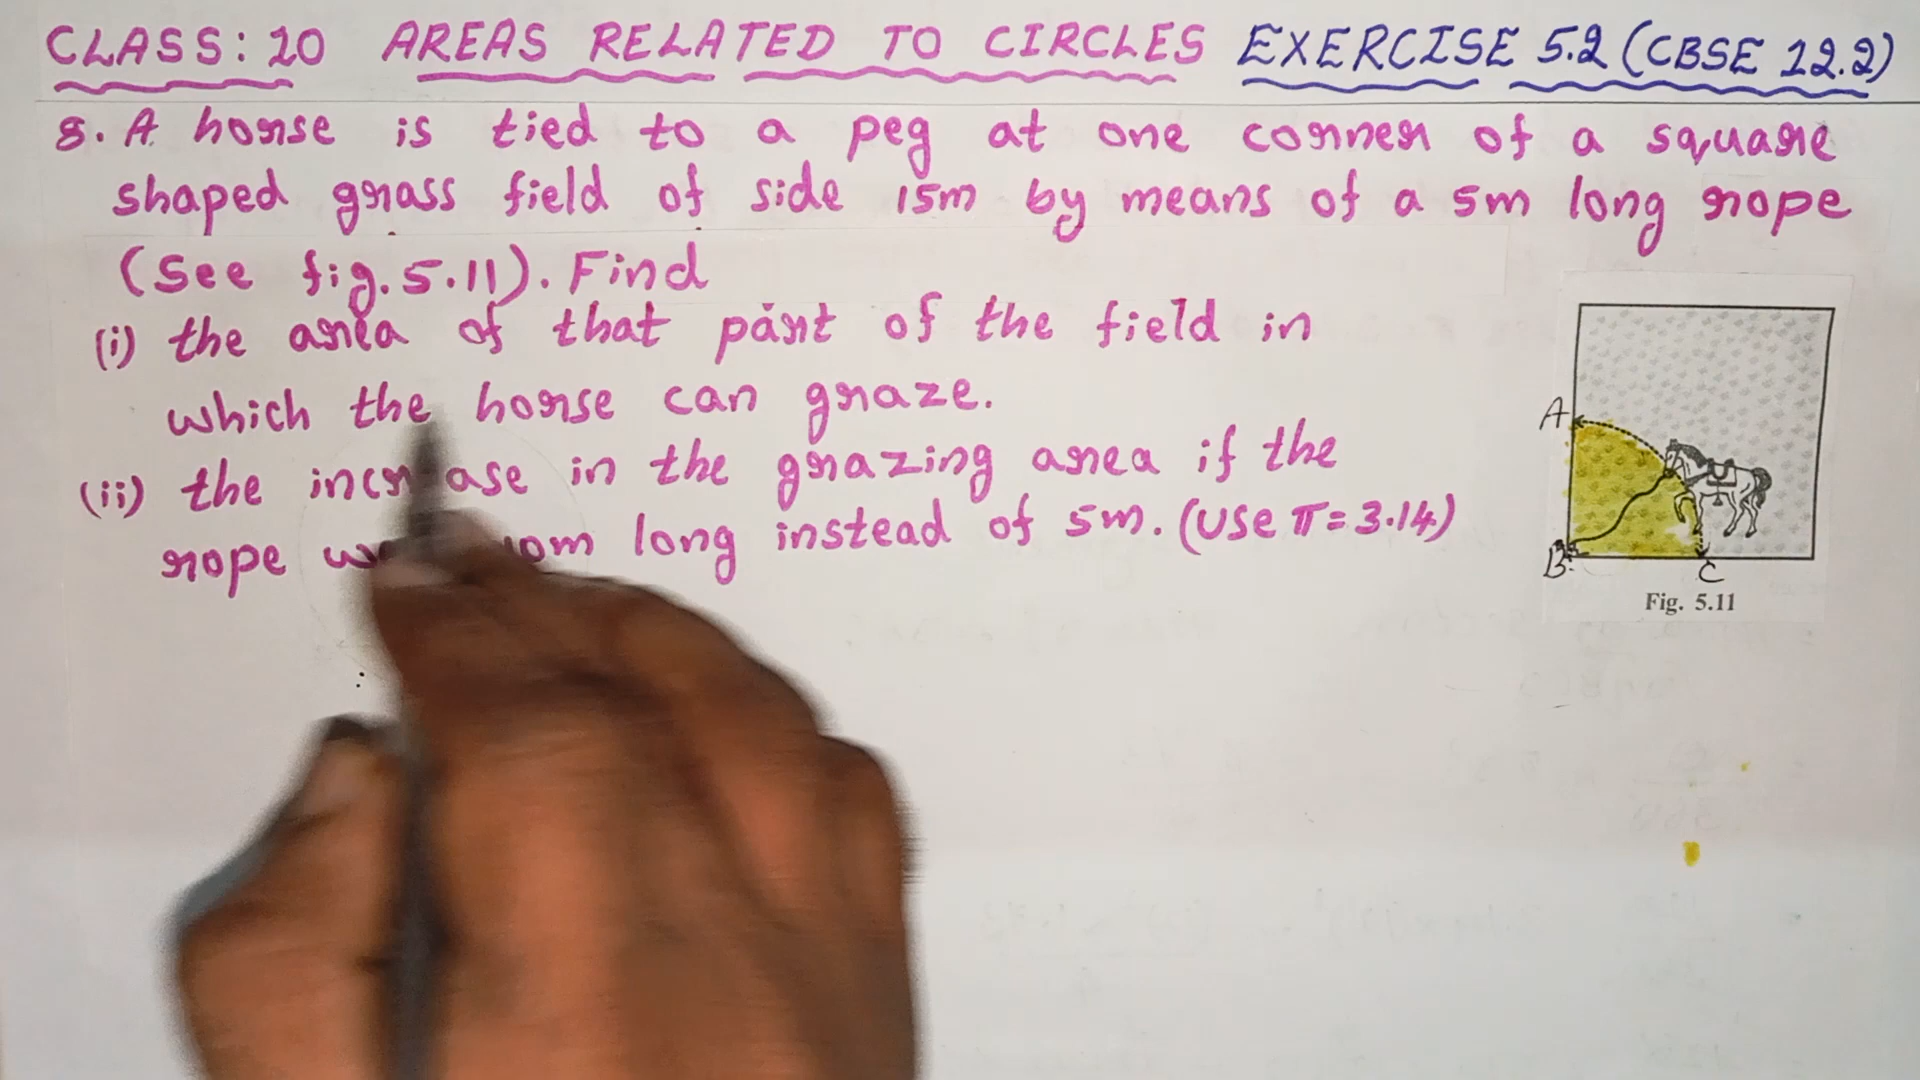 CLASS: 10 AREAS RELATED TO CIRCLES EXERCISE 5.2 (CBSE 12.2)
8. A horse is tied to a peg at one corner of a square
shaped grass field of side 15m by means of a 5m long rope
(See fig. 5.11). Find
(i) the area of that part of the field in
which the horse can graze.
(ii) the increase in the grazing area if the
rope long instead of 5m. (Use π = 3.14)
A
B
C
Fig. 5.11